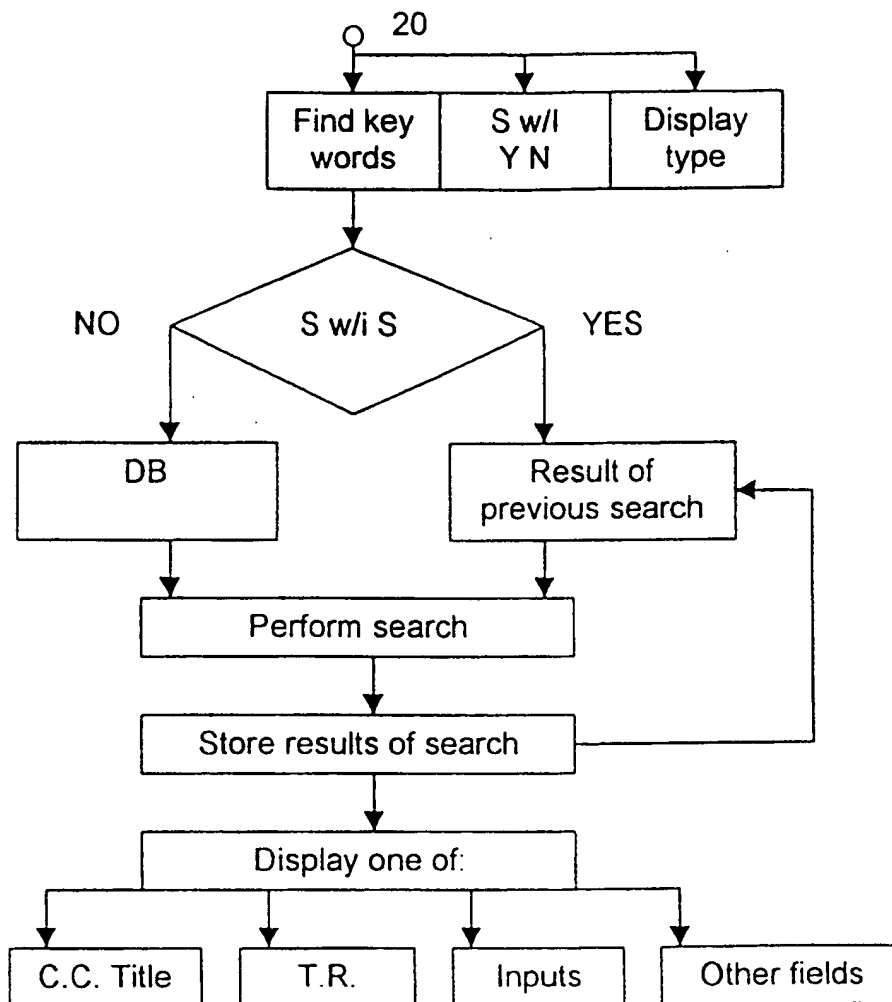 20
Find key
words
S w/I
Y N
Display
type
NO
S w/i S
YES
DB
Result of
previous search
Perform search
Store results of search
Display one of:
C.C. Title
T.R.
Inputs
Other fields